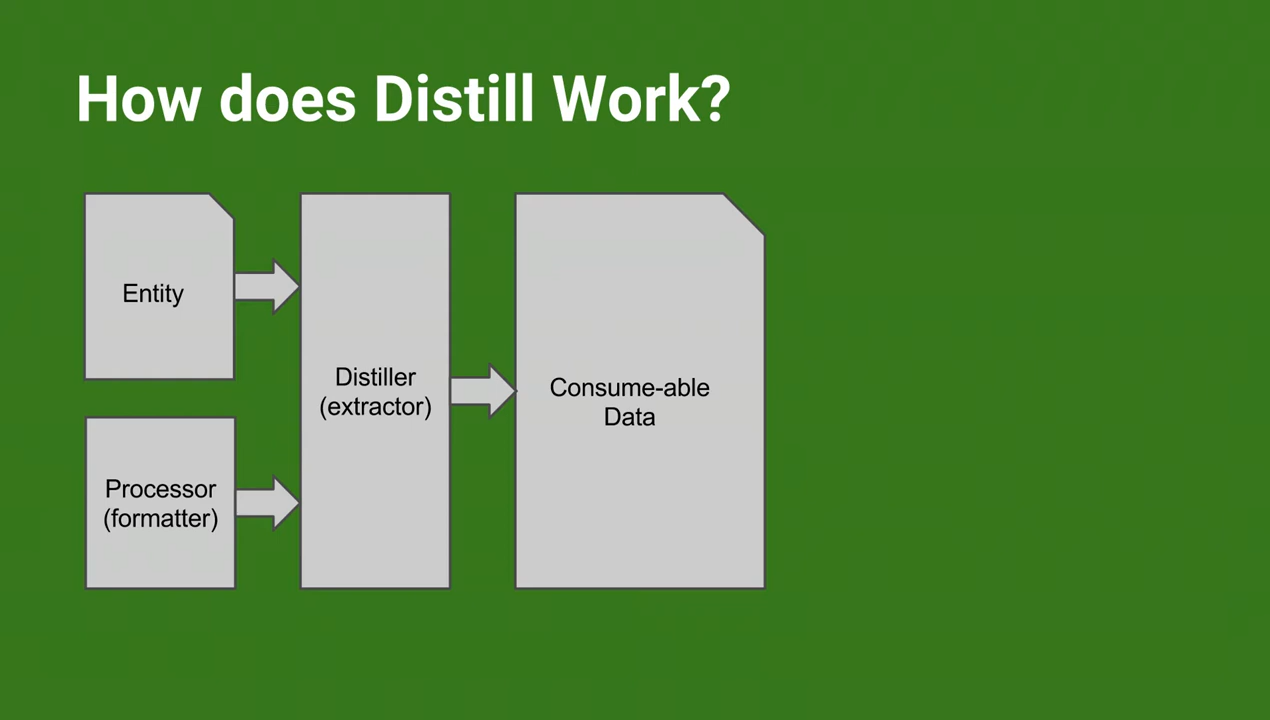 How does Distill Work?
Entity
Processor
(formatter)
Distiller
(extractor)
Consume-able
Data